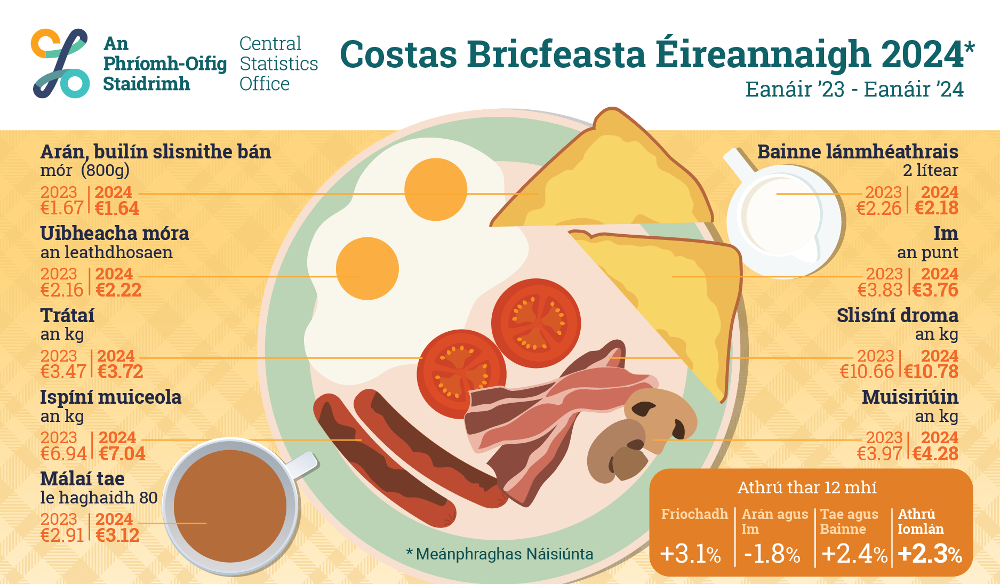 An
Phríomh-Oifig
Staidrimh
Central
Statistics
Office
Costas Bricfeasta Éireannaigh 2024*
Eanáir ’23 - Eanáir ’24
Arán, builín slisnithe bán
mór (800g)
2023 2024
€1.67 €1.64
Uibheacha móra
an leathdhosaen
2023 2024
€2.16 €2.22
Trátaí
an kg
2023 2024
€3.47 €3.72
Ispíní muiceola
an kg
2023 2024
€6.94 €7.04
Málaí tae
le haghaidh 80
2023 2024
€2.91 €3.12
Bainne lánmhéathrais
2 lítear
2023 2024
€2.26 €2.18
Im
an punt
2023 2024
€3.83 €3.76
Slisíní droma
an kg
2023 2024
€10.66 €10.78
Muisiriúin
an kg
2023 2024
€3.97 €4.28
Athrú thar 12 mhí
Friochadh
+3.1%
Arán agus
Im
-1.8%
Tae agus
Bainne
+2.4%
Athrú
Iomlán
+2.3%
* Meánphraghas Náisiúnta